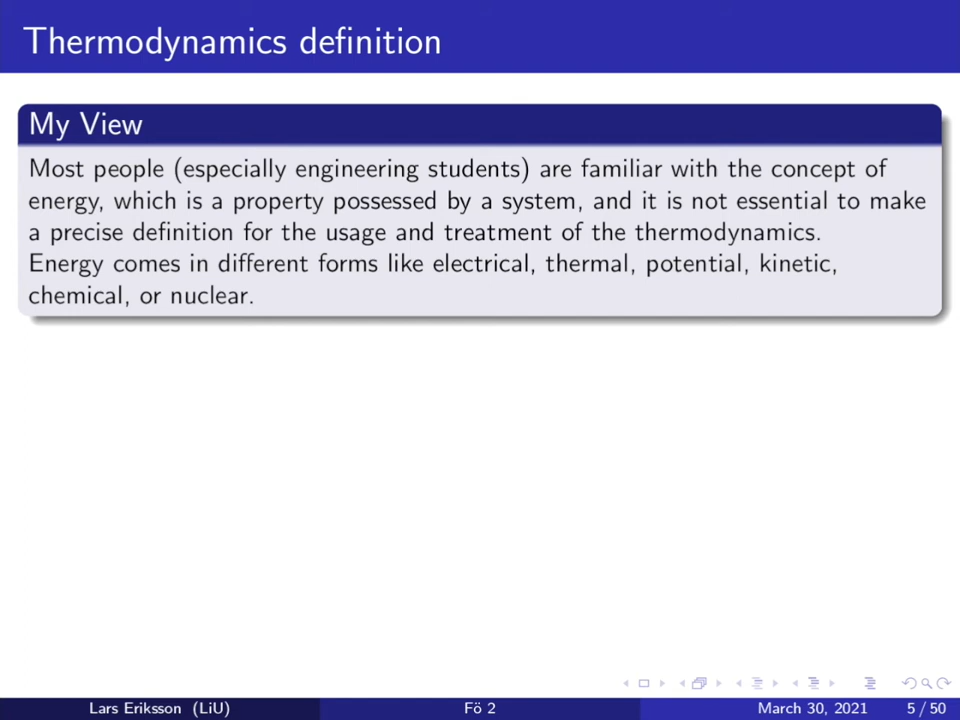 Thermodynamics definition
My View
Most people (especially engineering students) are familiar with the concept of
energy, which is a property possessed by a system, and it is not essential to make
a precise definition for the usage and treatment of the thermodynamics.
Energy comes in different forms like electrical, thermal, potential, kinetic,
chemical, or nuclear.
Lars Eriksson (LiU) Fö 2 March 30, 2021 5 / 50